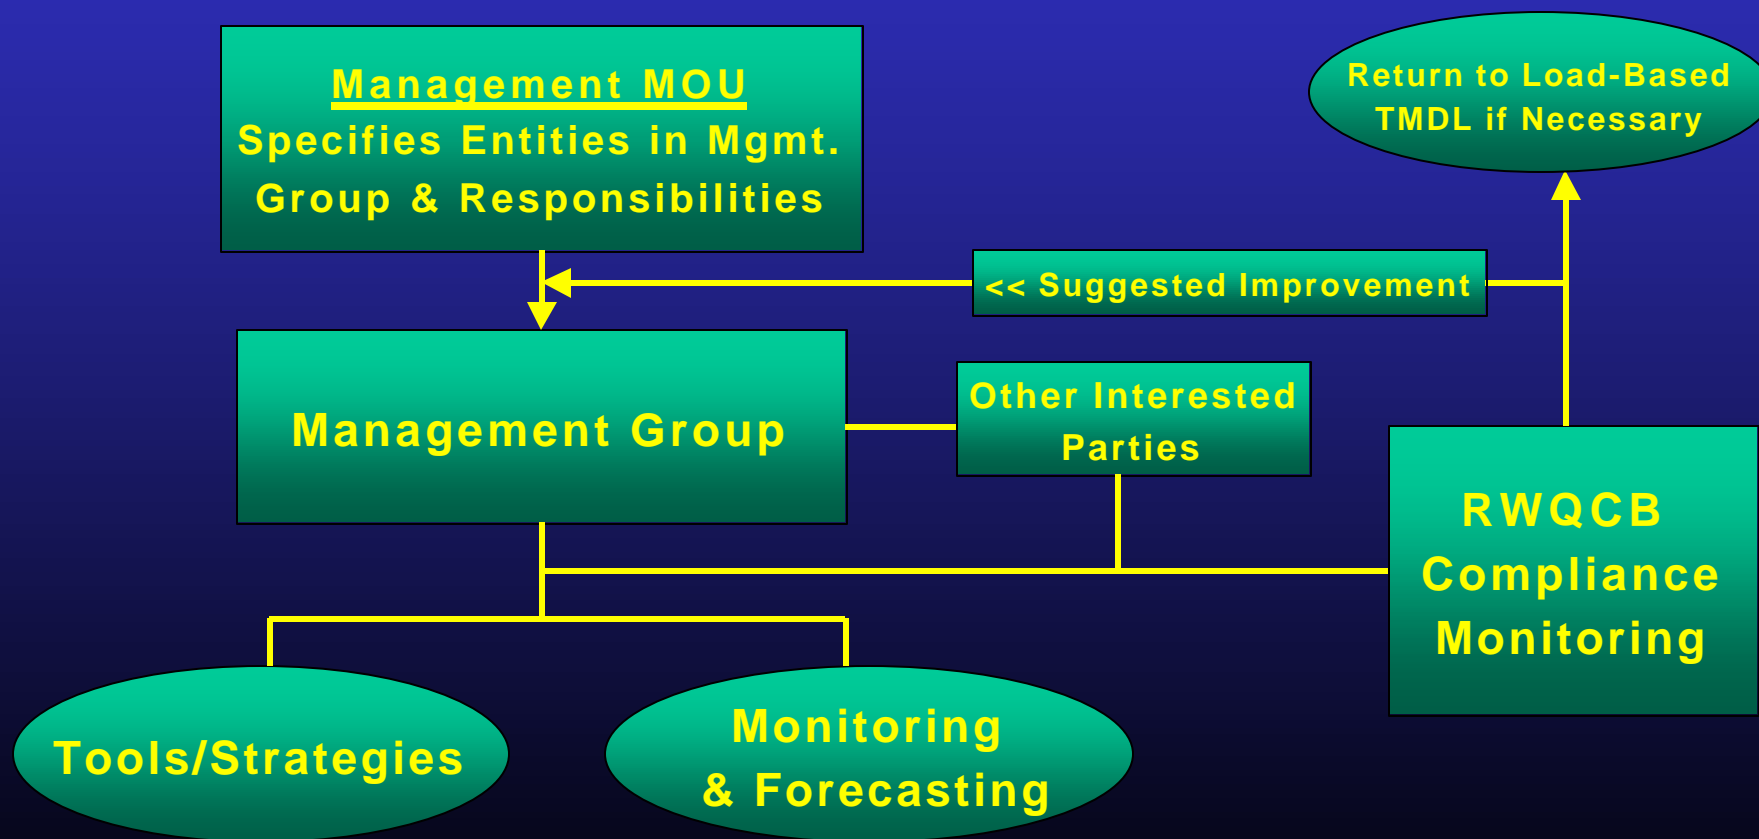 Management MOU
Specifies Entities in Mgmt.
Group & Responsibilities
Return to Load-Based
TMDL if Necessary
<< Suggested Improvement
Management Group
Other Interested
Parties
RWQCB
Compliance
Monitoring
Tools/Strategies
Monitoring
& Forecasting